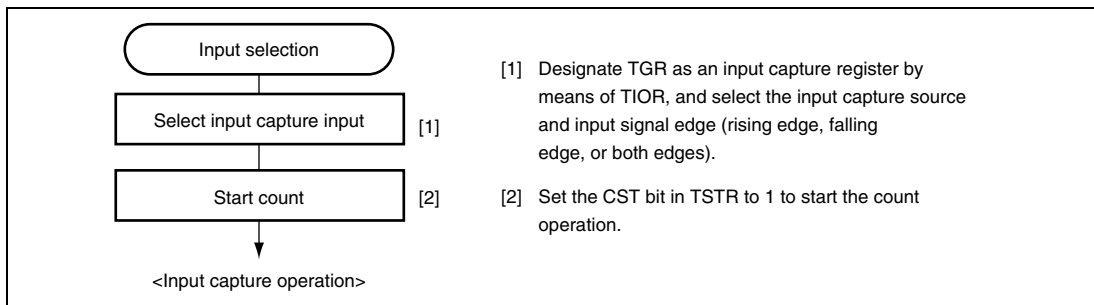 Input selection
Select input capture input
[1]
Start count
[2]
<Input capture operation>
[1] Designate TGR as an input capture register by
means of TIOR, and select the input capture source
and input signal edge (rising edge, falling
edge, or both edges).
[2] Set the CST bit in TSTR to 1 to start the count
operation.